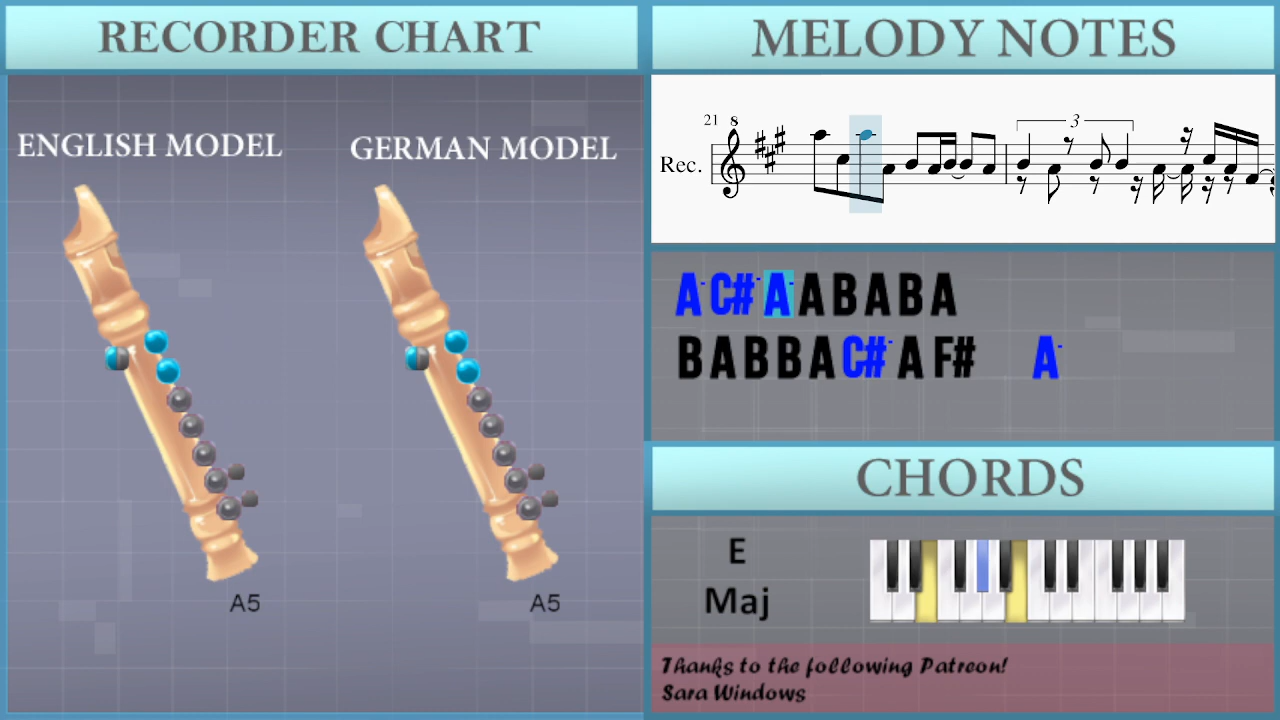 RECORDER CHART
ENGLISH MODEL
GERMAN MODEL
A5
A5
MELODY NOTES
21
8
3
Rec.
A- C#- A- A B A B A
B A B B A C#- A F# A-
CHORDS
E
Maj
Thanks to the following Patreon!
Sara Windows